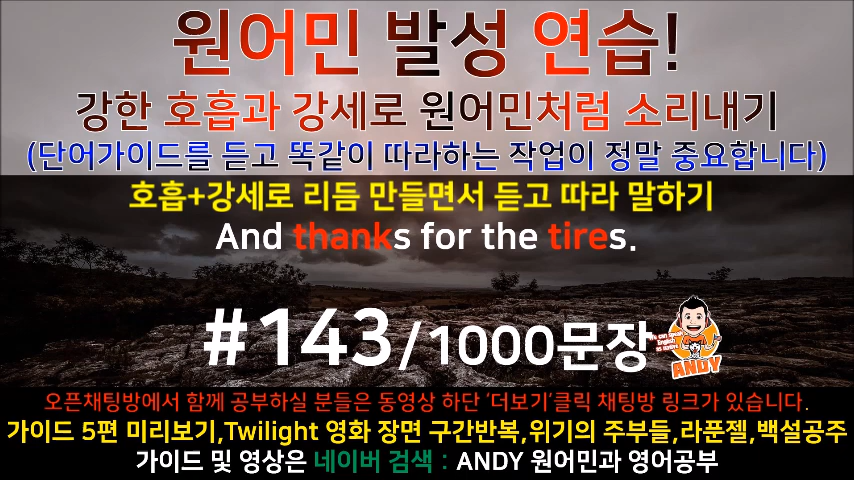 원어민 발성 연습!
강한 호흡과 강세로 원어민처럼 소리내기
(단어가이드를 듣고 똑같이 따라하는 작업이 정말 중요합니다)
호흡+강세로 리듬 만들면서 듣고 따라 말하기
And thanks for the tires.
#143/1000문장
We can speak
English
as native
ANDY
오픈채팅방에서 함께 공부하실 분들은 동영상 하단 '더보기'클릭 채팅방 링크가 있습니다.
가이드 5편 미리보기,Twilight 영화 장면 구간반복,위기의 주부들,라푼젤,백설공주
가이드 및 영상은 네이버 검색 : ANDY 원어민과 영어공부